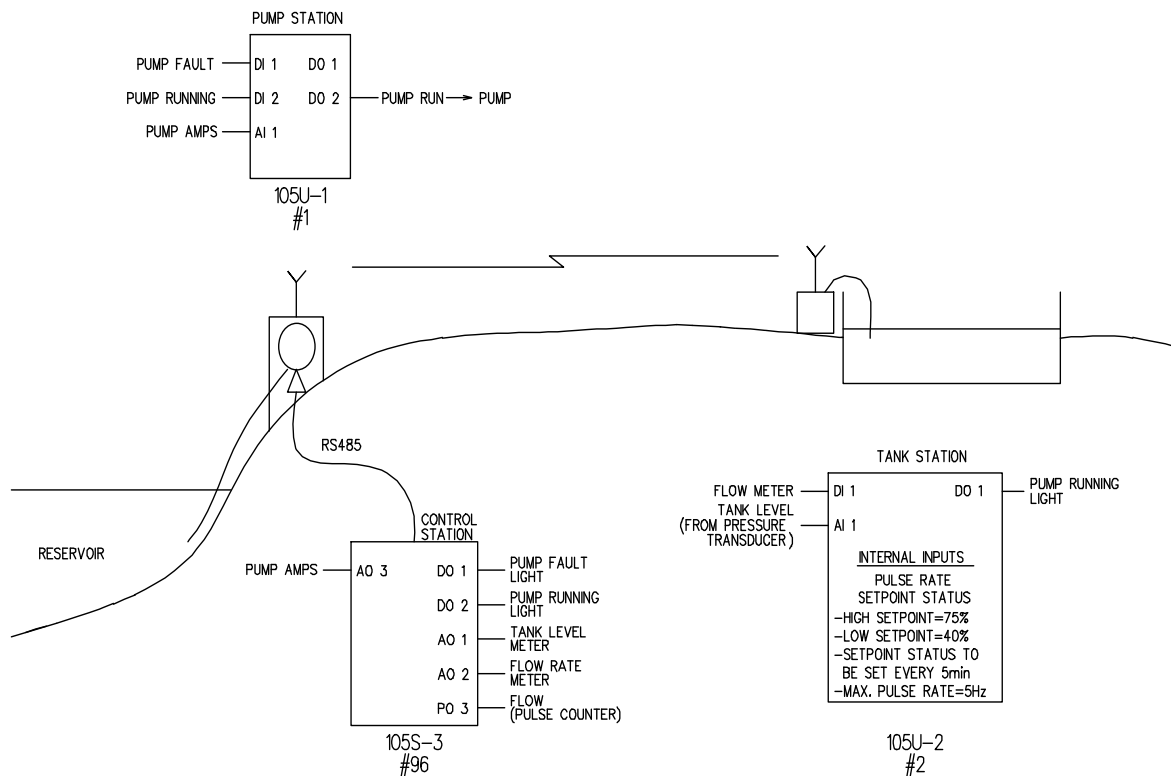 PUMP STATION
PUMP FAULT DI 1 DO 1
PUMP RUNNING DI 2 DO 2 PUMP RUN PUMP
PUMP AMPS AI 1
105U-1
#1
RS485
RESERVOIR
CONTROL
STATION
PUMP AMPS AO 3 DO 1 PUMP FAULT
LIGHT
DO 2 PUMP RUNNING
LIGHT
AO 1 TANK LEVEL
METER
AO 2 FLOW RATE
METER
PO 3 FLOW
(PULSE COUNTER)
105S-3
#96
TANK STATION
FLOW METER DI 1 DO 1 PUMP RUNNING
LIGHT
TANK LEVEL
(FROM PRESSURE
TRANSDUCER)
AI 1
INTERNAL INPUTS
PULSE RATE
SETPOINT STATUS
-HIGH SETPOINT=75%
-LOW SETPOINT=40%
-SETPOINT STATUS TO
BE SET EVERY 5min
-MAX. PULSE RATE=5Hz
105U-2
#2